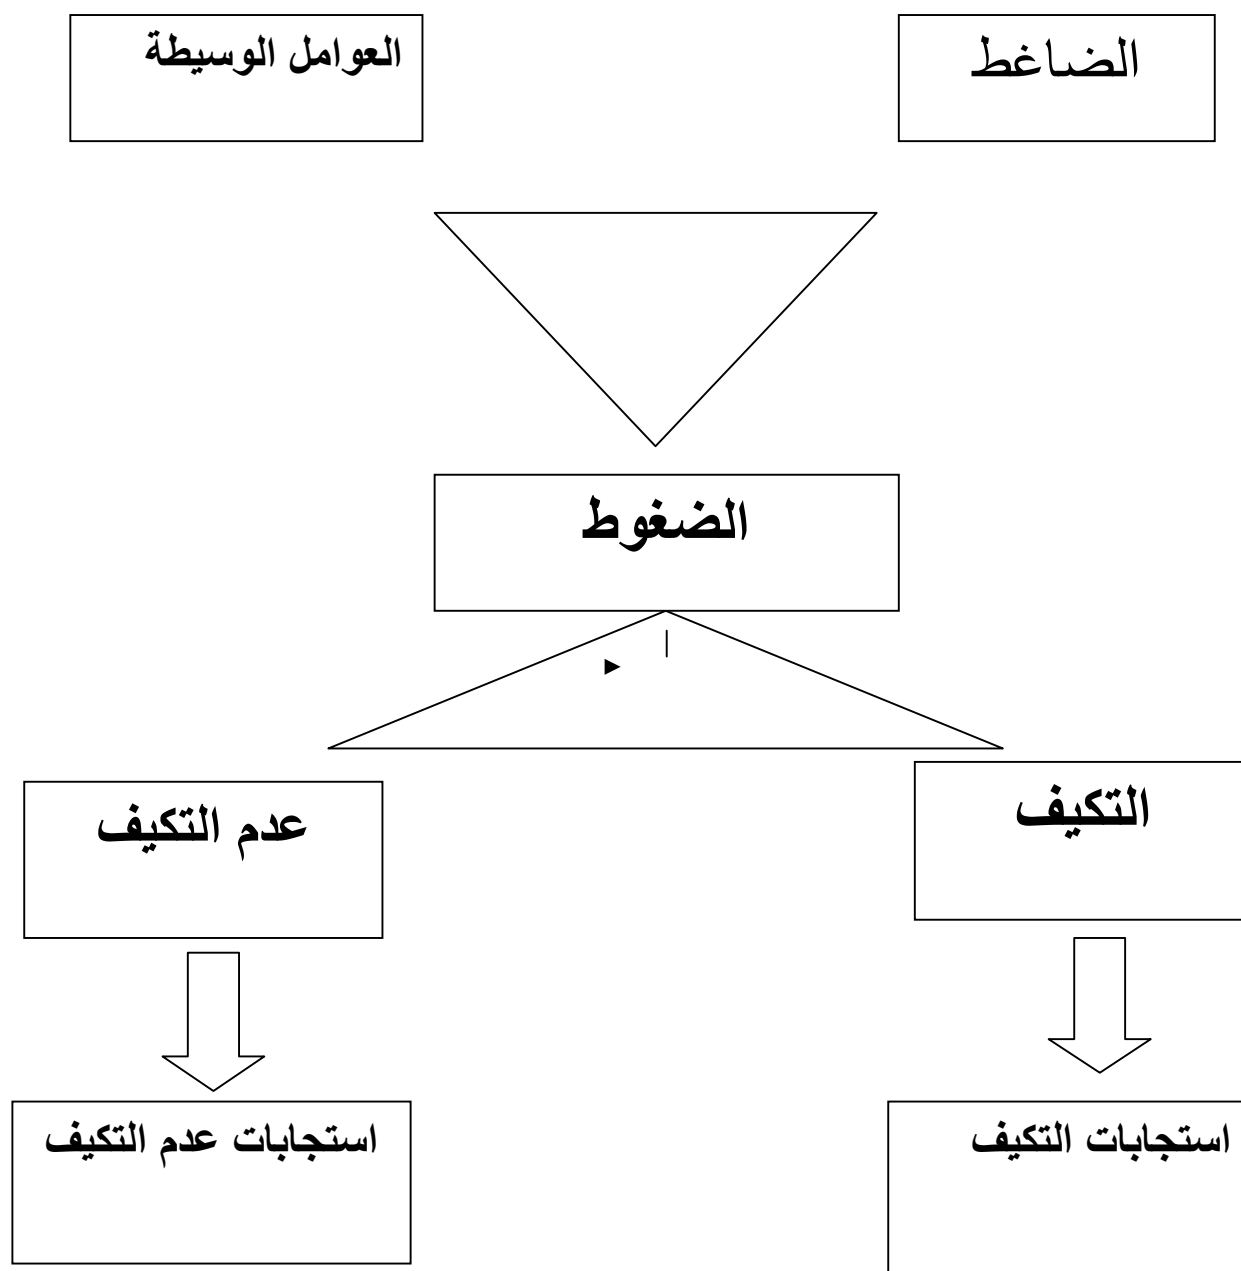 الضاغط
العوامل الوسيطة
الضغوط
التكيف
عدم التكيف
استجابات التكيف
استجابات عدم التكيف